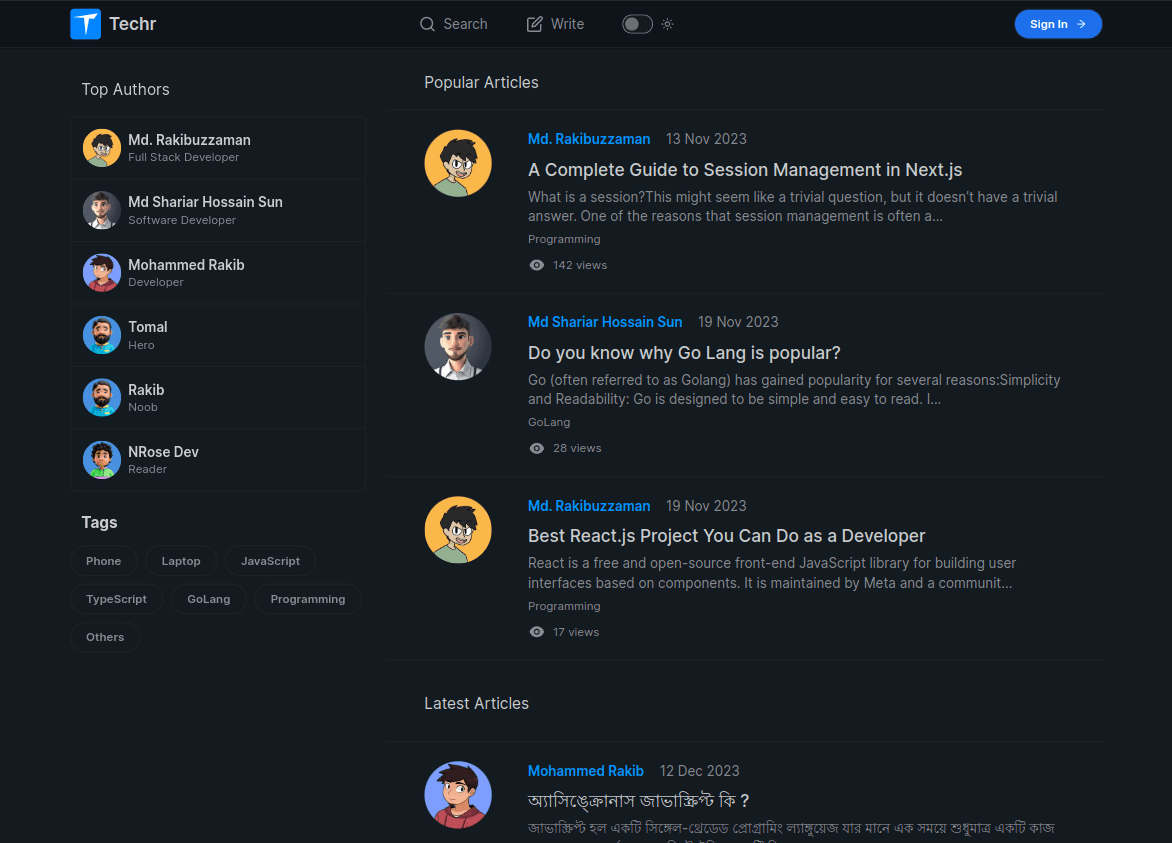 Techr
Search
Write
Sign In
Top Authors
Md. Rakibuzzaman
Full Stack Developer
Md Shariar Hossain Sun
Software Developer
Mohammed Rakib
Developer
Tomal
Hero
Rakib
Noob
NRose Dev
Reader
Tags
Phone
Laptop
JavaScript
TypeScript
GoLang
Programming
Others
Popular Articles
Md. Rakibuzzaman 13 Nov 2023
A Complete Guide to Session Management in Next.js
What is a session?This might seem like a trivial question, but it doesn't have a trivial
answer. One of the reasons that session management is often a...
Programming
142 views
Md Shariar Hossain Sun 19 Nov 2023
Do you know why Go Lang is popular?
Go (often referred to as Golang) has gained popularity for several reasons:Simplicity
and Readability: Go is designed to be simple and easy to read. I...
GoLang
28 views
Md. Rakibuzzaman 19 Nov 2023
Best React.js Project You Can Do as a Developer
React is a free and open-source front-end JavaScript library for building user
interfaces based on components. It is maintained by Meta and a communit...
Programming
17 views
Latest Articles
Mohammed Rakib 12 Dec 2023
অ্যাসিঙ্ক্রোনাস জাভাস্ক্রিপ্ট কি ?
জাভাস্ক্রিপ্ট হল একটি সিঙ্গেল-থ্রেডেড প্রোগ্রামিং ল্যাঙ্গুয়েজ যার মানে এক সময়ে শুধুমাত্র একটি কাজ